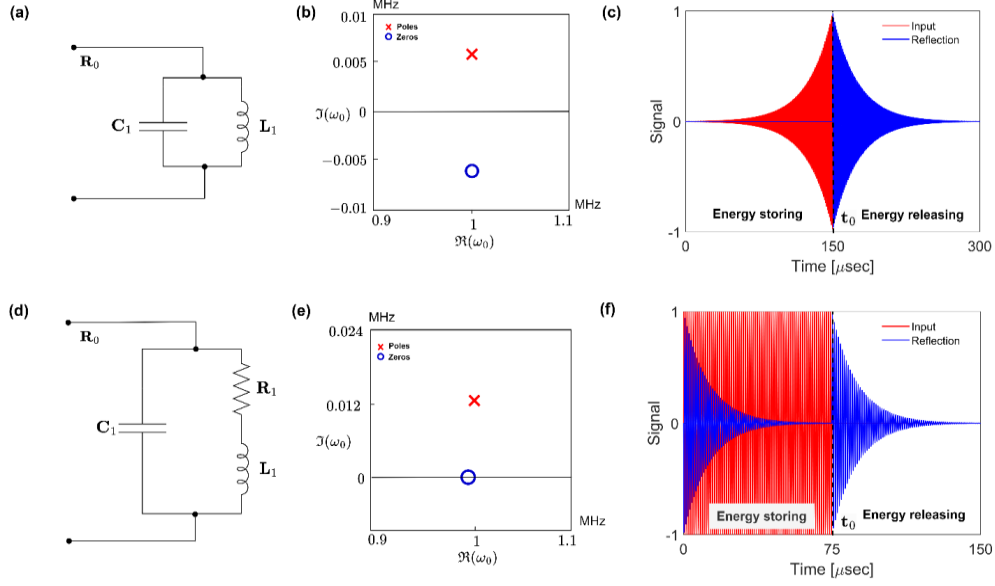 (a)
R₀
C₁
L₁
(b)
MHz
0.01
0.005
0
−0.005
−0.01
ℑ(ω₀)
Poles
Zeros
MHz
0.9
1
1.1
ℜ(ω₀)
(c)
1
0
-1
Signal
Input
Reflection
Energy storing
t₀ Energy releasing
0
150
300
Time [μsec]
(d)
R₀
R₁
C₁
L₁
(e)
MHz
0.024
0.012
0
ℑ(ω₀)
Poles
Zeros
MHz
0.9
1
1.1
ℜ(ω₀)
(f)
1
0
-1
Signal
Input
Reflection
Energy storing
t₀ Energy releasing
0
75
150
Time [μsec]